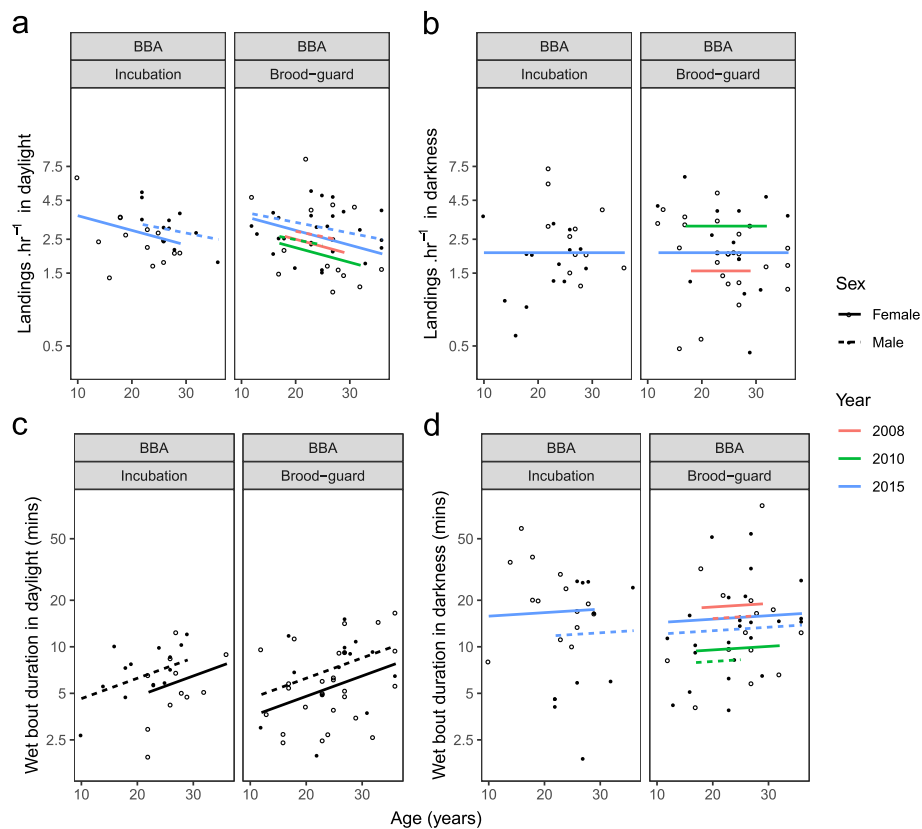 a
b
BBA
BBA
BBA
BBA
Incubation
Brood−guard
Incubation
Brood−guard
Landings .hr−1 in daylight
7.5
4.5
2.5
1.5
0.5
10
20
30
10
20
30
Landings .hr−1 in darkness
7.5
4.5
2.5
1.5
0.5
10
20
30
10
20
30
Sex
Female
Male
Year
2008
2010
2015
c
d
BBA
BBA
BBA
BBA
Incubation
Brood−guard
Incubation
Brood−guard
Wet bout duration in daylight (mins)
50
20
10
5
2.5
10
20
30
10
20
30
Wet bout duration in darkness (mins)
50
20
10
5
2.5
10
20
30
10
20
30
Age (years)